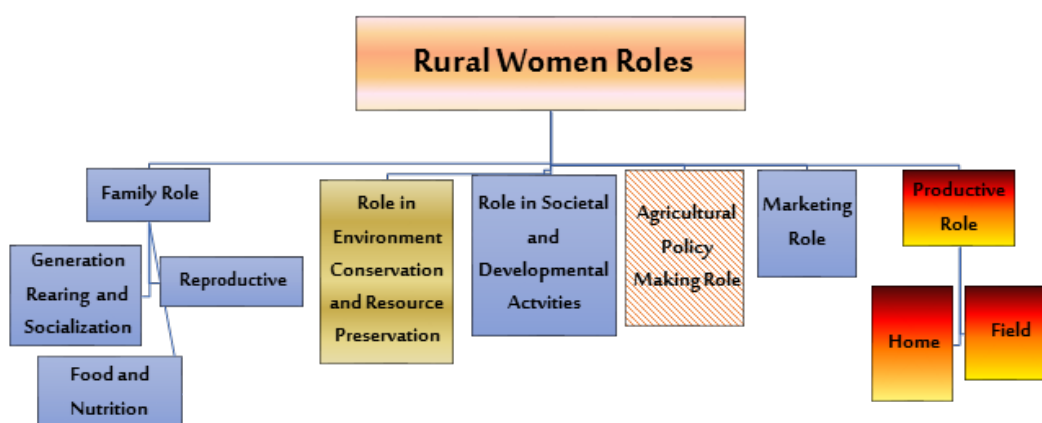 Rural Women Roles
Family Role
Generation
Rearing and
Socialization
Reproductive
Food and
Nutrition
Role in
Environment
Conservation
and Resource
Preservation
Role in Societal
and
Developmental
Actvities
Agricultural
Policy
Making Role
Marketing
Role
Productive
Role
Home
Field